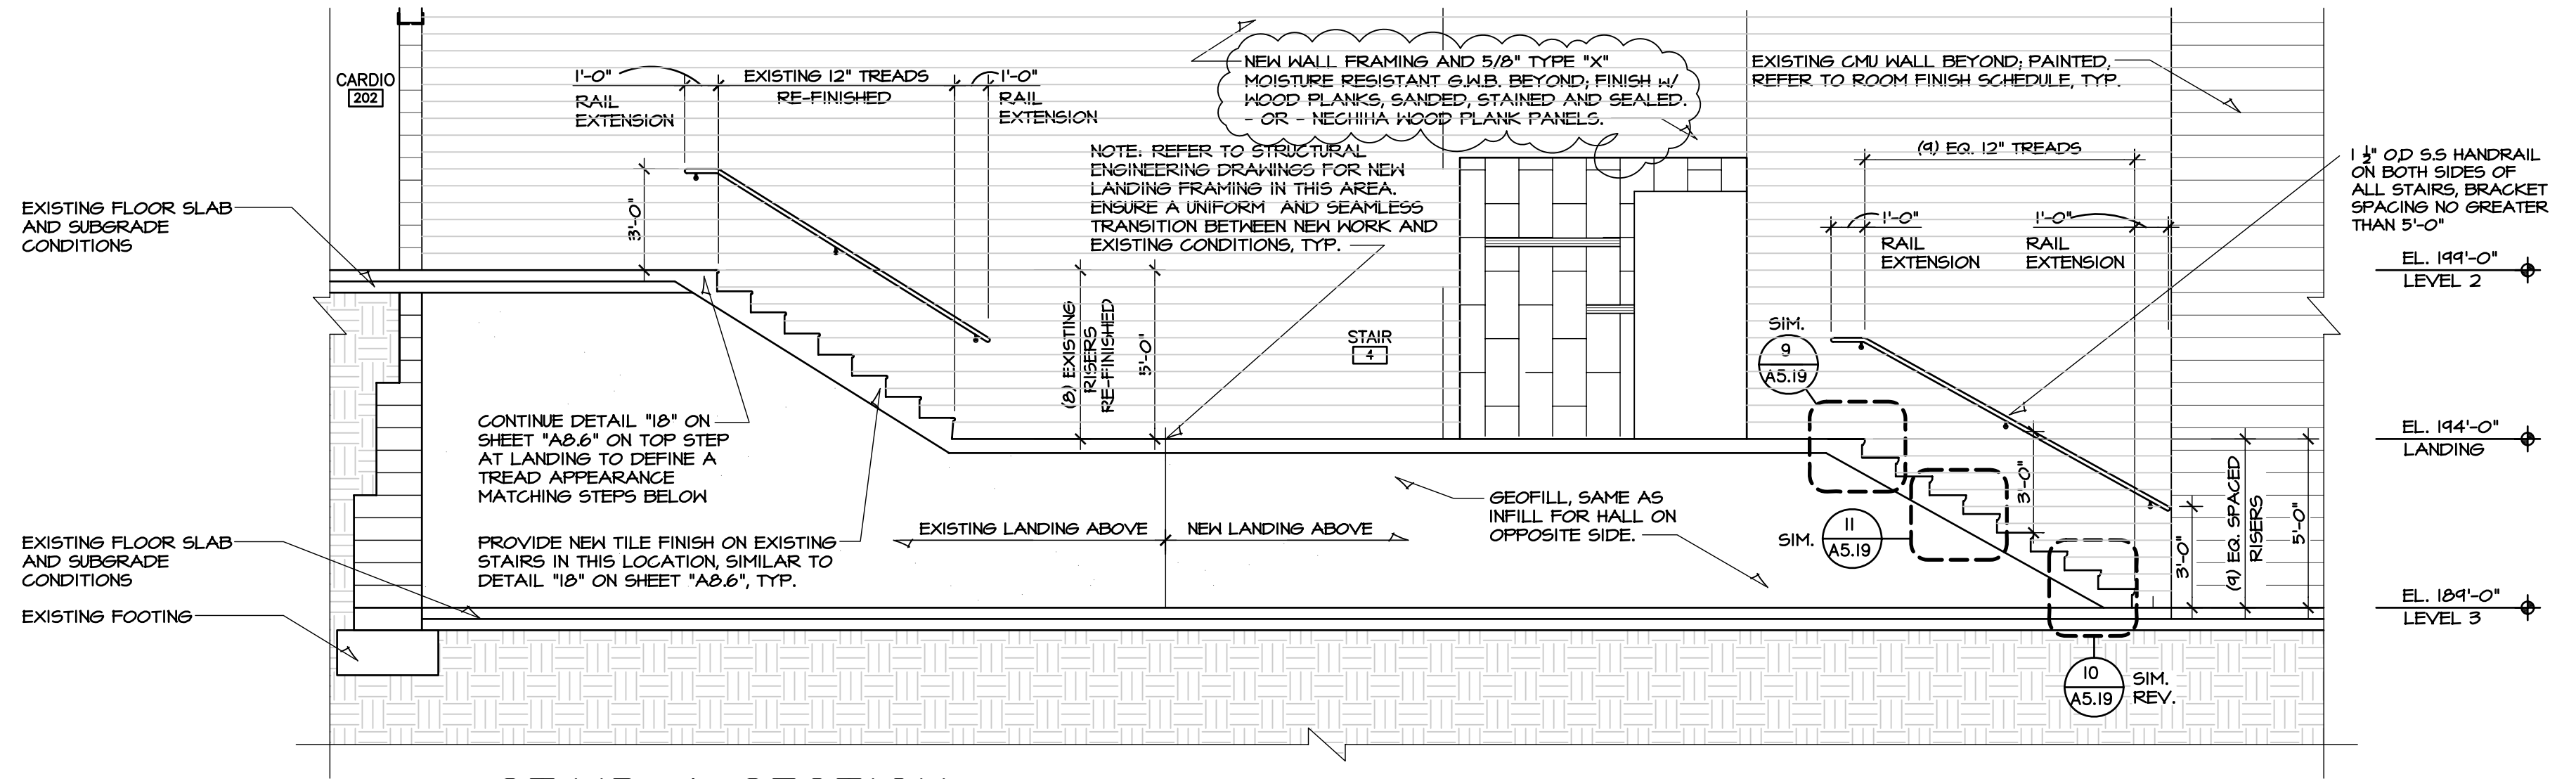 CARDIO
202
1'-0"
RAIL
EXTENSION
EXISTING 12" TREADS
RE-FINISHED
1'-0"
RAIL
EXTENSION
NEW WALL FRAMING AND 5/8" TYPE "X"
MOISTURE RESISTANT G.W.B. BEYOND; FINISH W/
WOOD PLANKS, SANDED, STAINED AND SEALED.
- OR - NECHIHA WOOD PLANK PANELS.
EXISTING CMU WALL BEYOND; PAINTED,
REFER TO ROOM FINISH SCHEDULE, TYP.
NOTE: REFER TO STRUCTURAL
ENGINEERING DRAWINGS FOR NEW
LANDING FRAMING IN THIS AREA.
ENSURE A UNIFORM AND SEAMLESS
TRANSITION BETWEEN NEW WORK AND
EXISTING CONDITIONS, TYP.
(9) EQ. 12" TREADS
1'-0"
RAIL
EXTENSION
1'-0"
RAIL
EXTENSION
1 1/2" O,D S.S HANDRAIL
ON BOTH SIDES OF
ALL STAIRS, BRACKET
SPACING NO GREATER
THAN 5'-0"
EXISTING FLOOR SLAB
AND SUBGRADE
CONDITIONS
3'-0"
EL. 199'-0"
LEVEL 2
(8) EXISTING
RISERS
RE-FINISHED
5'-0"
STAIR
4
SIM.
9
A5.19
CONTINUE DETAIL "18" ON
SHEET "A8.6" ON TOP STEP
AT LANDING TO DEFINE A
TREAD APPEARANCE
MATCHING STEPS BELOW
EL. 194'-0"
LANDING
GEOFILL, SAME AS
INFILL FOR HALL ON
OPPOSITE SIDE.
EXISTING LANDING ABOVE
NEW LANDING ABOVE
SIM.
11
A5.19
3'-0"
3'-0"
(9) EQ. SPACED
RISERS
5'-0"
EXISTING FLOOR SLAB
AND SUBGRADE
CONDITIONS
PROVIDE NEW TILE FINISH ON EXISTING
STAIRS IN THIS LOCATION, SIMILAR TO
DETAIL "18" ON SHEET "A8.6", TYP.
EXISTING FOOTING
EL. 189'-0"
LEVEL 3
10
A5.19
SIM.
REV.